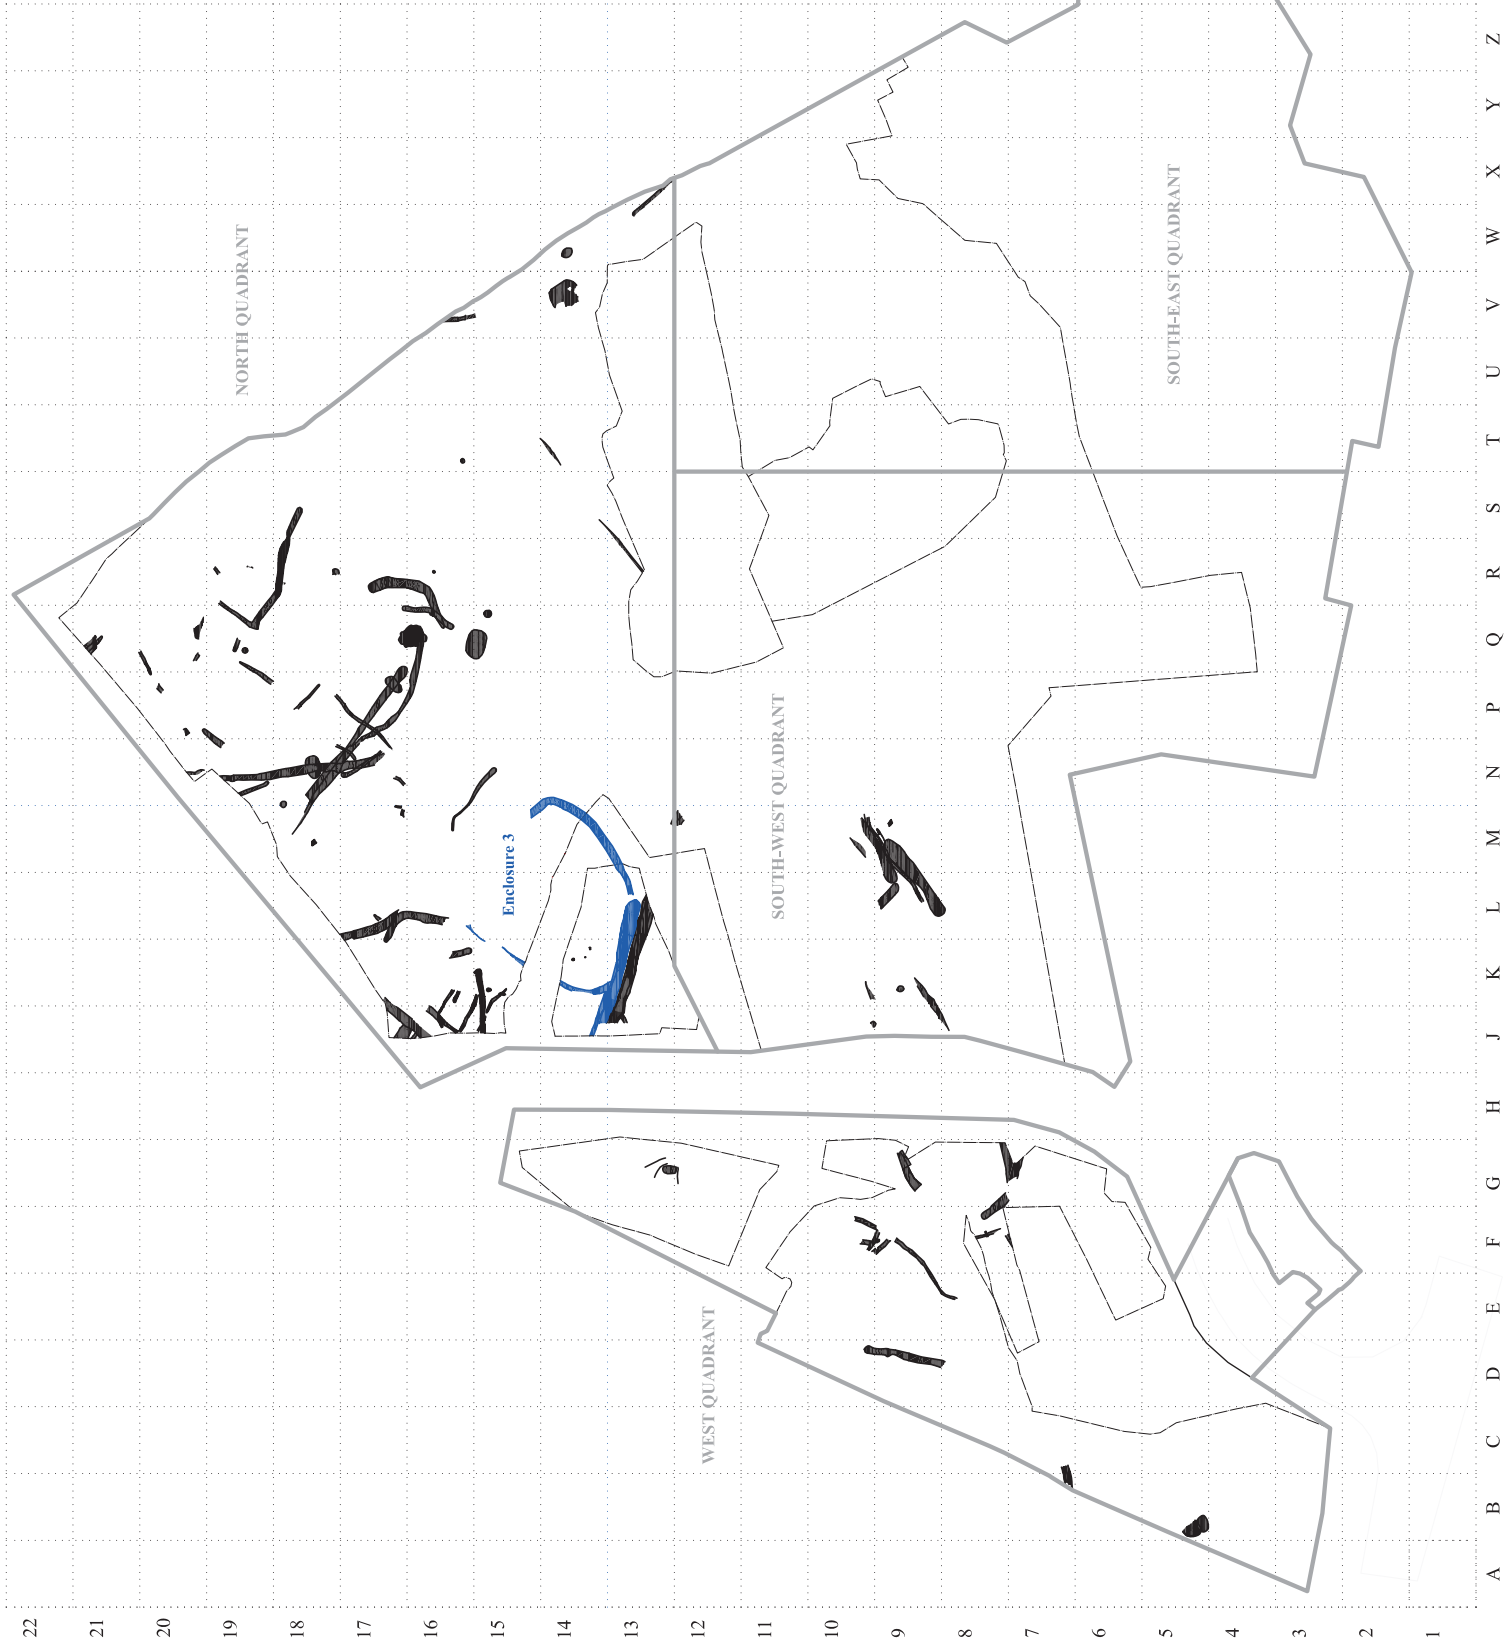 NORTH QUADRANT
SOUTH-EAST QUADRANT
Enclosure 3
SOUTH-WEST QUADRANT
WEST QUADRANT
Z
Y
X
W
V
U
T
S
R
Q
P
N
M
L
K
J
H
G
F
E
D
C
B
A
22
21
20
19
18
17
16
15
14
13
12
11
10
9
8
7
6
5
4
3
2
1